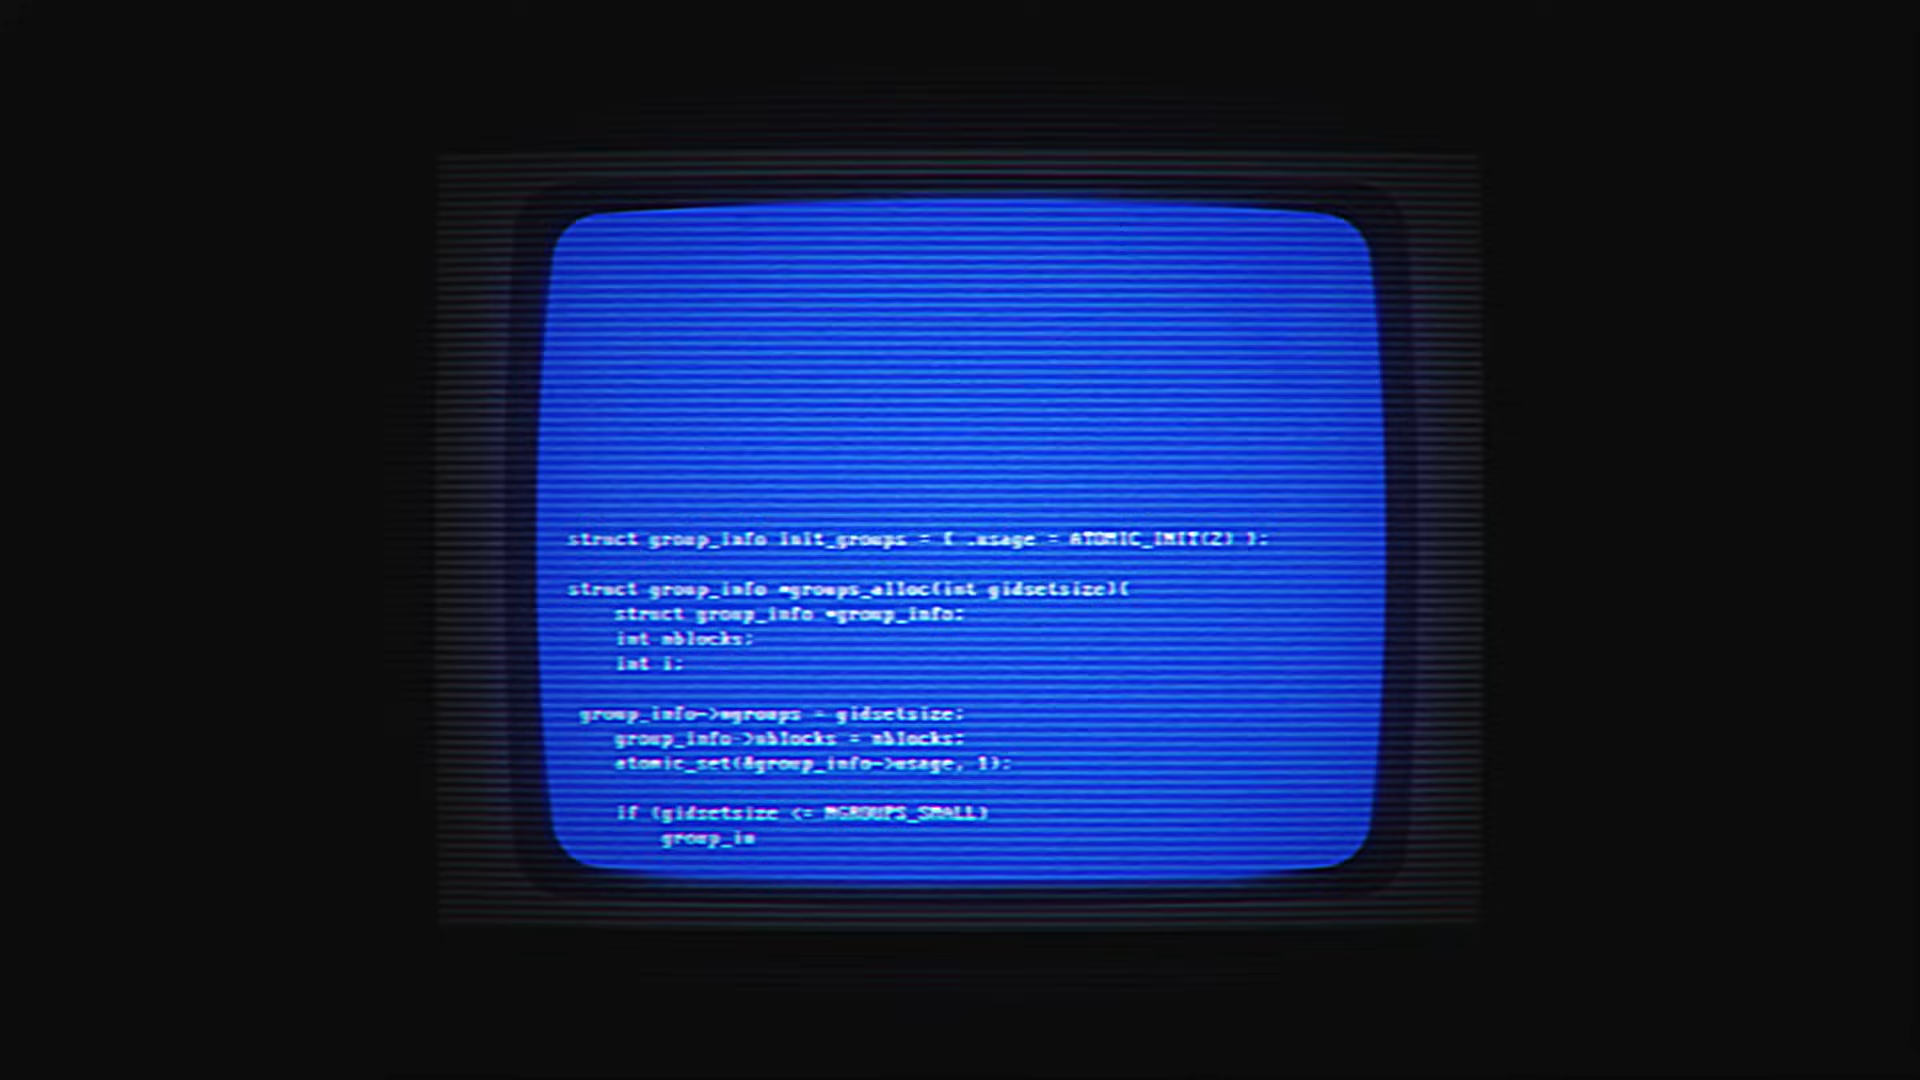 struct group_info init_groups = { .usage = ATOMIC_INIT(2) };
struct group_info *groups_alloc(int gidsetsize){
struct group_info *group_info;
int nblocks;
int i;
group_info->ngroups = gidsetsize;
group_info->nblocks = nblocks;
atomic_set(&group_info->usage, 1);
if (gidsetsize <= NGROUPS_SMALL)
group_in